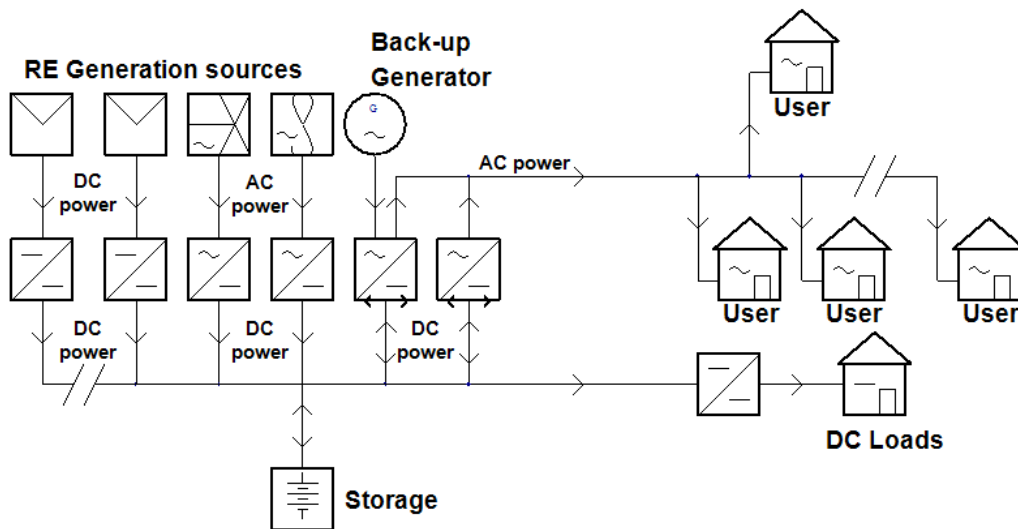 Back-up
Generator
RE Generation sources
G
User
AC power
DC
power
AC
power
User
User
User
DC
power
DC
power
DC
power
DC Loads
Storage